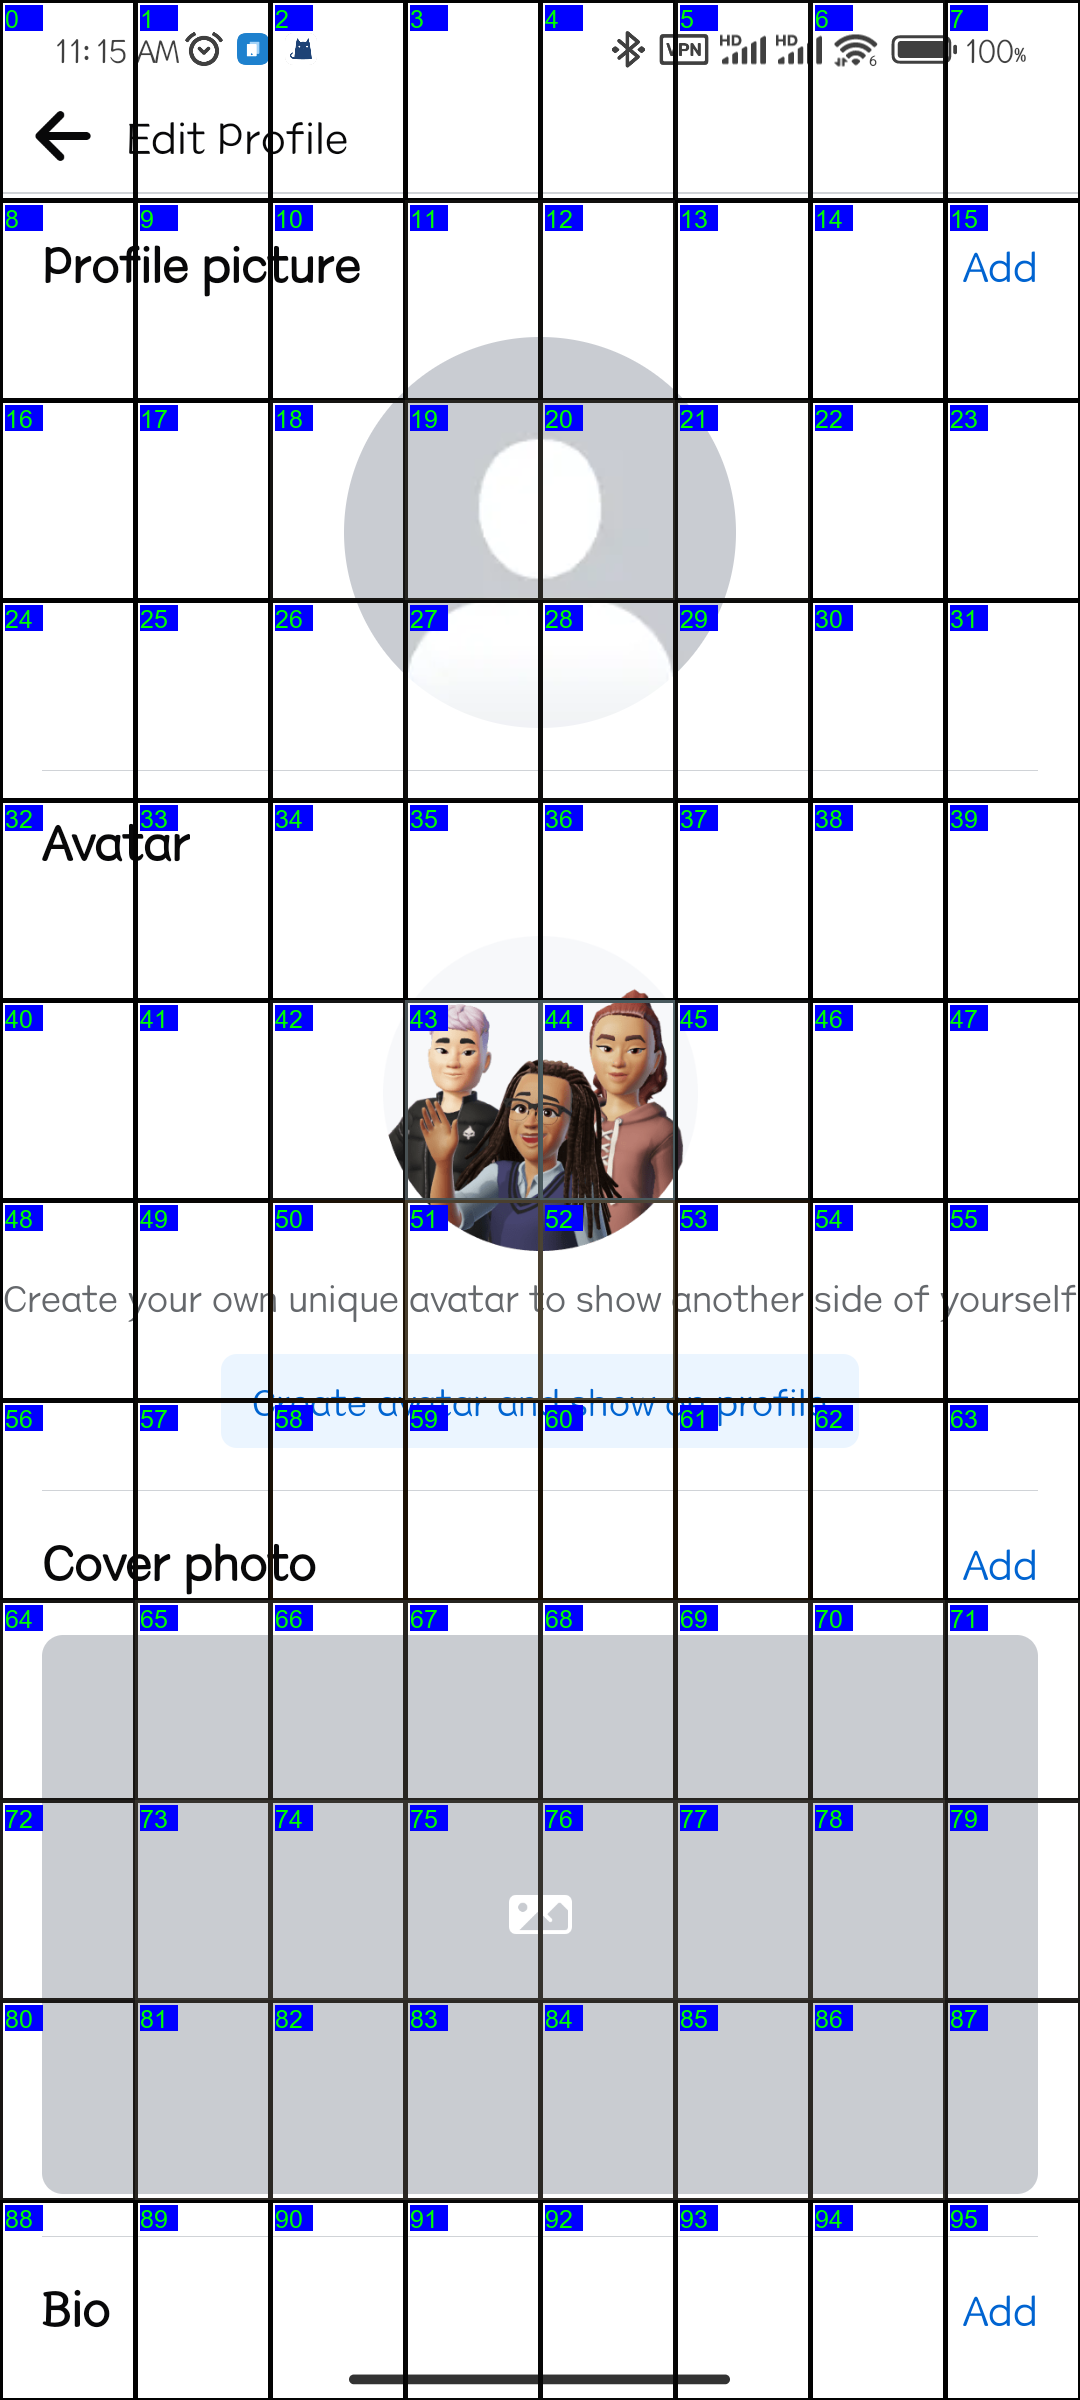 11:15 AM VPN HD HD 6 100%
Edit Profile
Profile picture Add
Avatar
Create your own unique avatar to show another side of yourself
Create avatar and show on profile
Cover photo Add
Bio Add
0 1 2 3 4 5 6 7
8 9 10 11 12 13 14 15
16 17 18 19 20 21 22 23
24 25 26 27 28 29 30 31
32 33 34 35 36 37 38 39
40 41 42 43 44 45 46 47
48 49 50 51 52 53 54 55
56 57 58 59 60 61 62 63
64 65 66 67 68 69 70 71
72 73 74 75 76 77 78 79
80 81 82 83 84 85 86 87
88 89 90 91 92 93 94 95